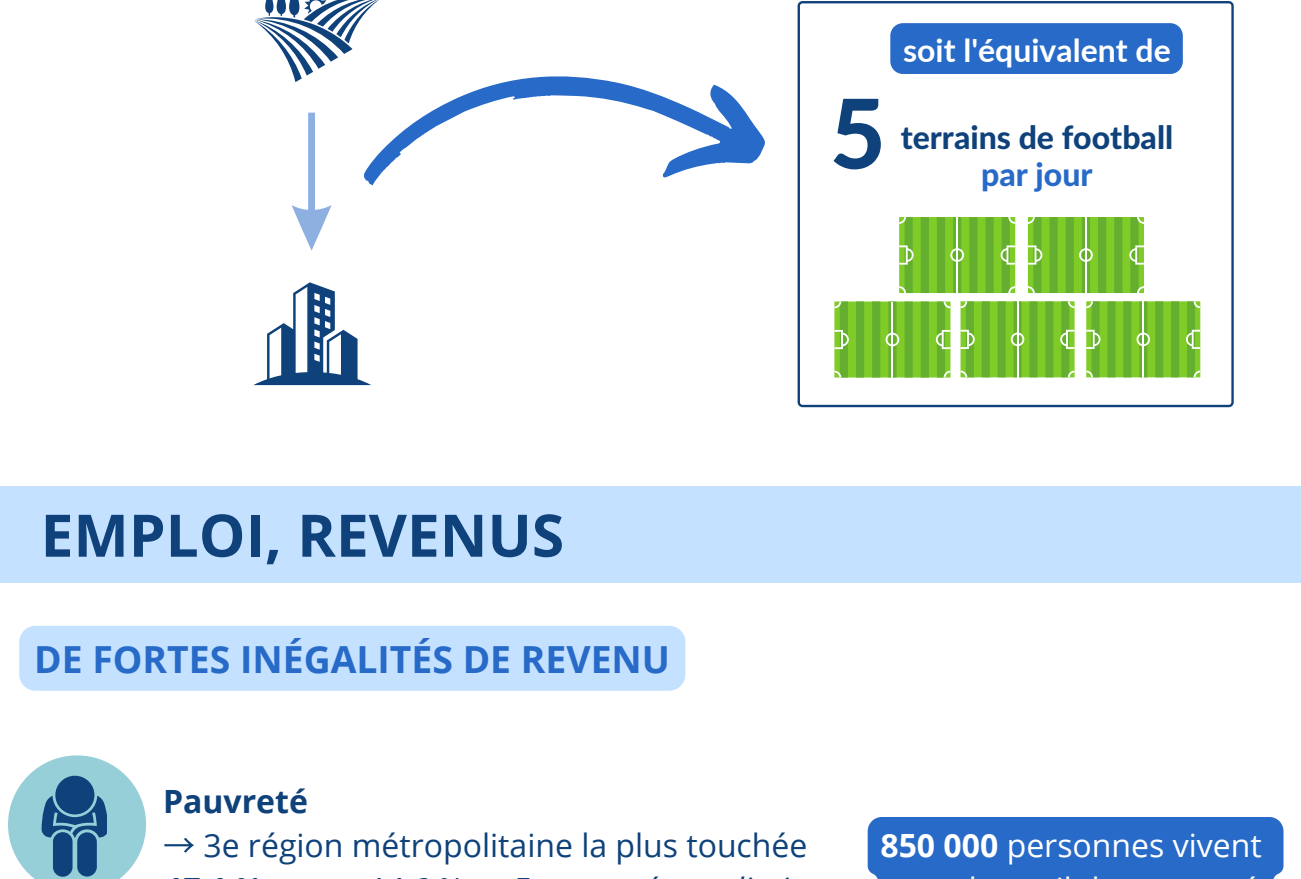 soit l'équivalent de
5 terrains de football
par jour
EMPLOI, REVENUS
DE FORTES INÉGALITÉS DE REVENU
Pauvreté
→ 3e région métropolitaine la plus touchée
850 000 personnes vivent